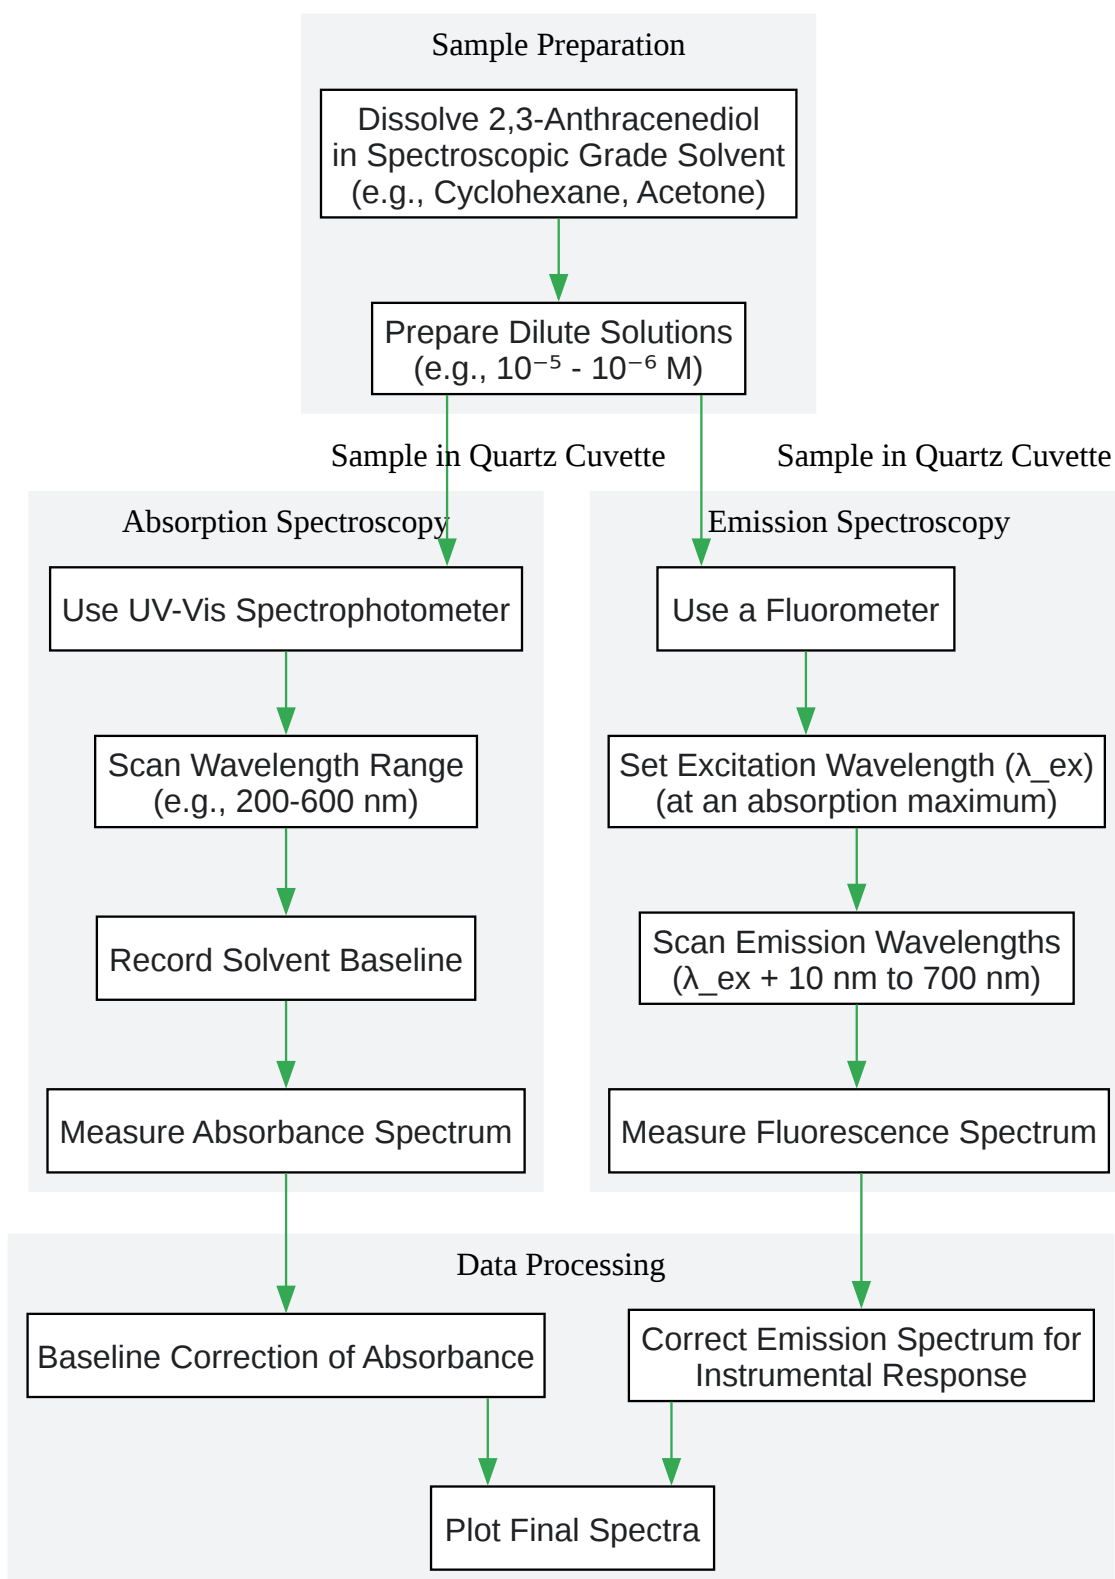 Sample Preparation
Dissolve 2,3-Anthracenediol
in Spectroscopic Grade Solvent
(e.g., Cyclohexane, Acetone)
Prepare Dilute Solutions
(e.g., 10⁻⁵ - 10⁻⁶ M)
Sample in Quartz Cuvette
Sample in Quartz Cuvette
Absorption Spectroscopy
Use UV-Vis Spectrophotometer
Scan Wavelength Range
(e.g., 200-600 nm)
Record Solvent Baseline
Measure Absorbance Spectrum
Emission Spectroscopy
Use a Fluorometer
Set Excitation Wavelength (λ_ex)
(at an absorption maximum)
Scan Emission Wavelengths
(λ_ex + 10 nm to 700 nm)
Measure Fluorescence Spectrum
Data Processing
Baseline Correction of Absorbance
Correct Emission Spectrum for
Instrumental Response
Plot Final Spectra